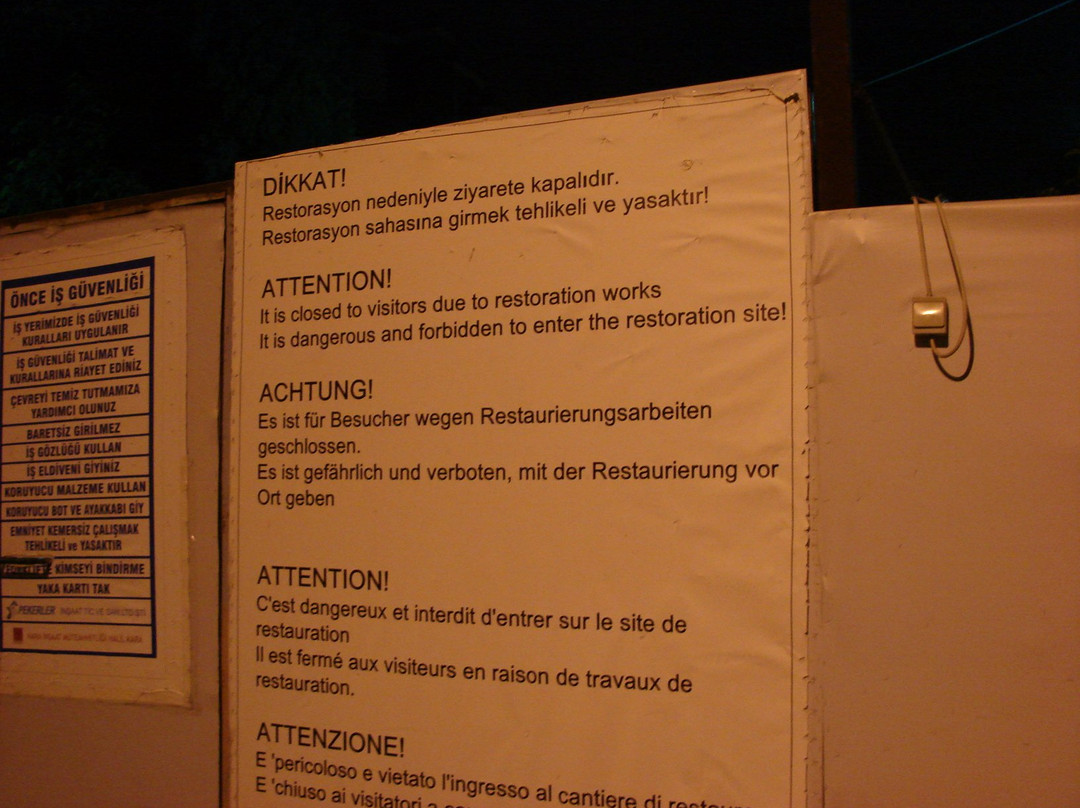 ÖNCE İŞ GÜVENLİĞİ
İŞ YERİMİZDE İŞ GÜVENLİĞİ
KURALLARI UYGULANIR
İŞ GÜVENLİĞİ TALİMAT VE
KURALLARINA RİAYET EDİNİZ
ÇEVREYİ TEMİZ TUTMAMIZA
YARDIMCI OLUNUZ
BARETSİZ GİRİLMEZ
İŞ GÖZLÜĞÜ KULLAN
İŞ ELDİVENİ GİYİNİZ
KORUYUCU MALZEME KULLAN
KORUYUCU BOT VE AYAKKABI GİY
EMNİYET KEMERSİZ ÇALIŞMAK
TEHLİKELİ ve YASAKTIR
KİMSEYİ BİNDİRME
YAKA KARTI TAK
PEKERLER
DİKKAT!
Restorasyon nedeniyle ziyarete kapalıdır.
Restorasyon sahasına girmek tehlikeli ve yasaktır!
ATTENTION!
It is closed to visitors due to restoration works
It is dangerous and forbidden to enter the restoration site!
ACHTUNG!
Es ist für Besucher wegen Restaurierungsarbeiten
geschlossen.
Es ist gefährlich und verboten, mit der Restaurierung vor
Ort geben
ATTENTION!
C'est dangereux et interdit d'entrer sur le site de
restauration
Il est fermé aux visiteurs en raison de travaux de
restauration.
ATTENZIONE!
E 'pericoloso e vietato l'ingresso al cantiere di
E 'chiuso ai visitatori a